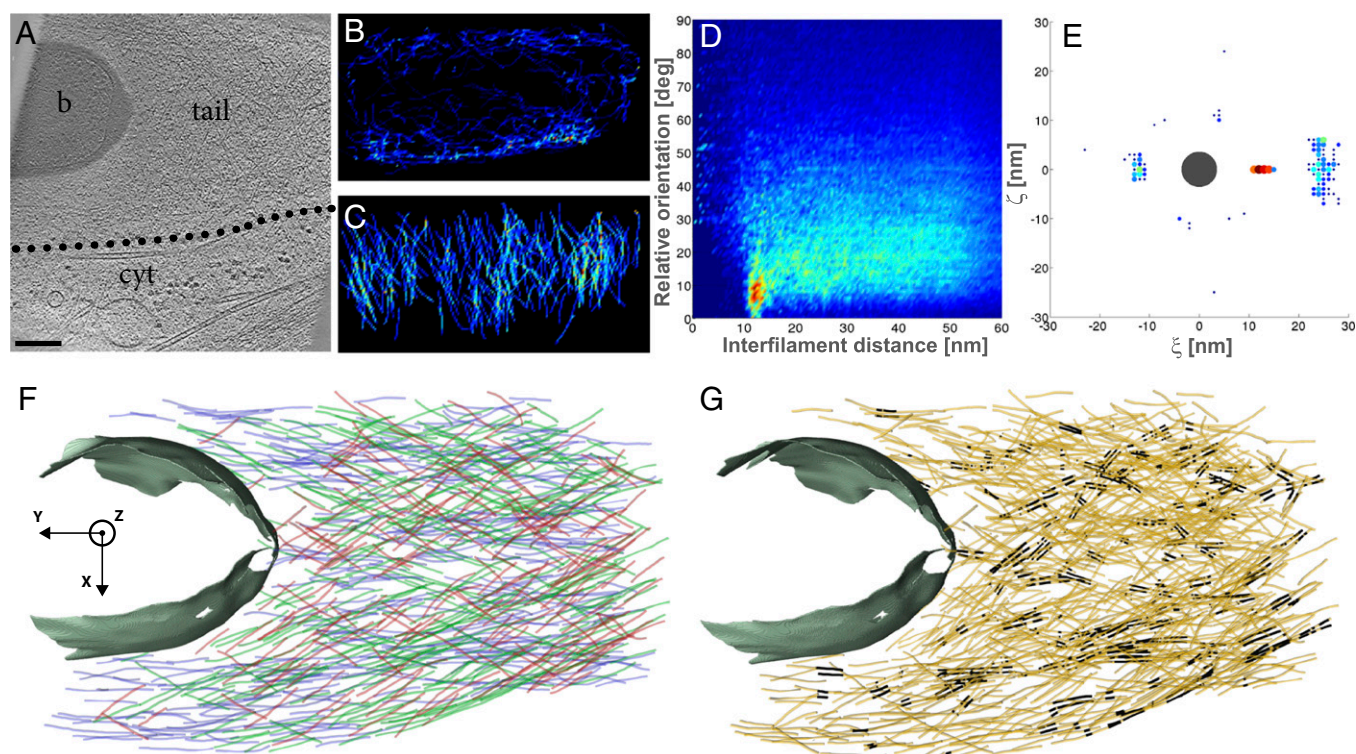 A
b
tail
cyt
B
C
D
Relative orientation [deg]
90
80
70
60
50
40
30
20
10
0
0 10 20 30 40 50 60
Interfilament distance [nm]
E
ζ [nm]
30
20
10
0
-10
-20
-30
-30 -20 -10 0 10 20 30
ξ [nm]
F
Y
Z
X
G